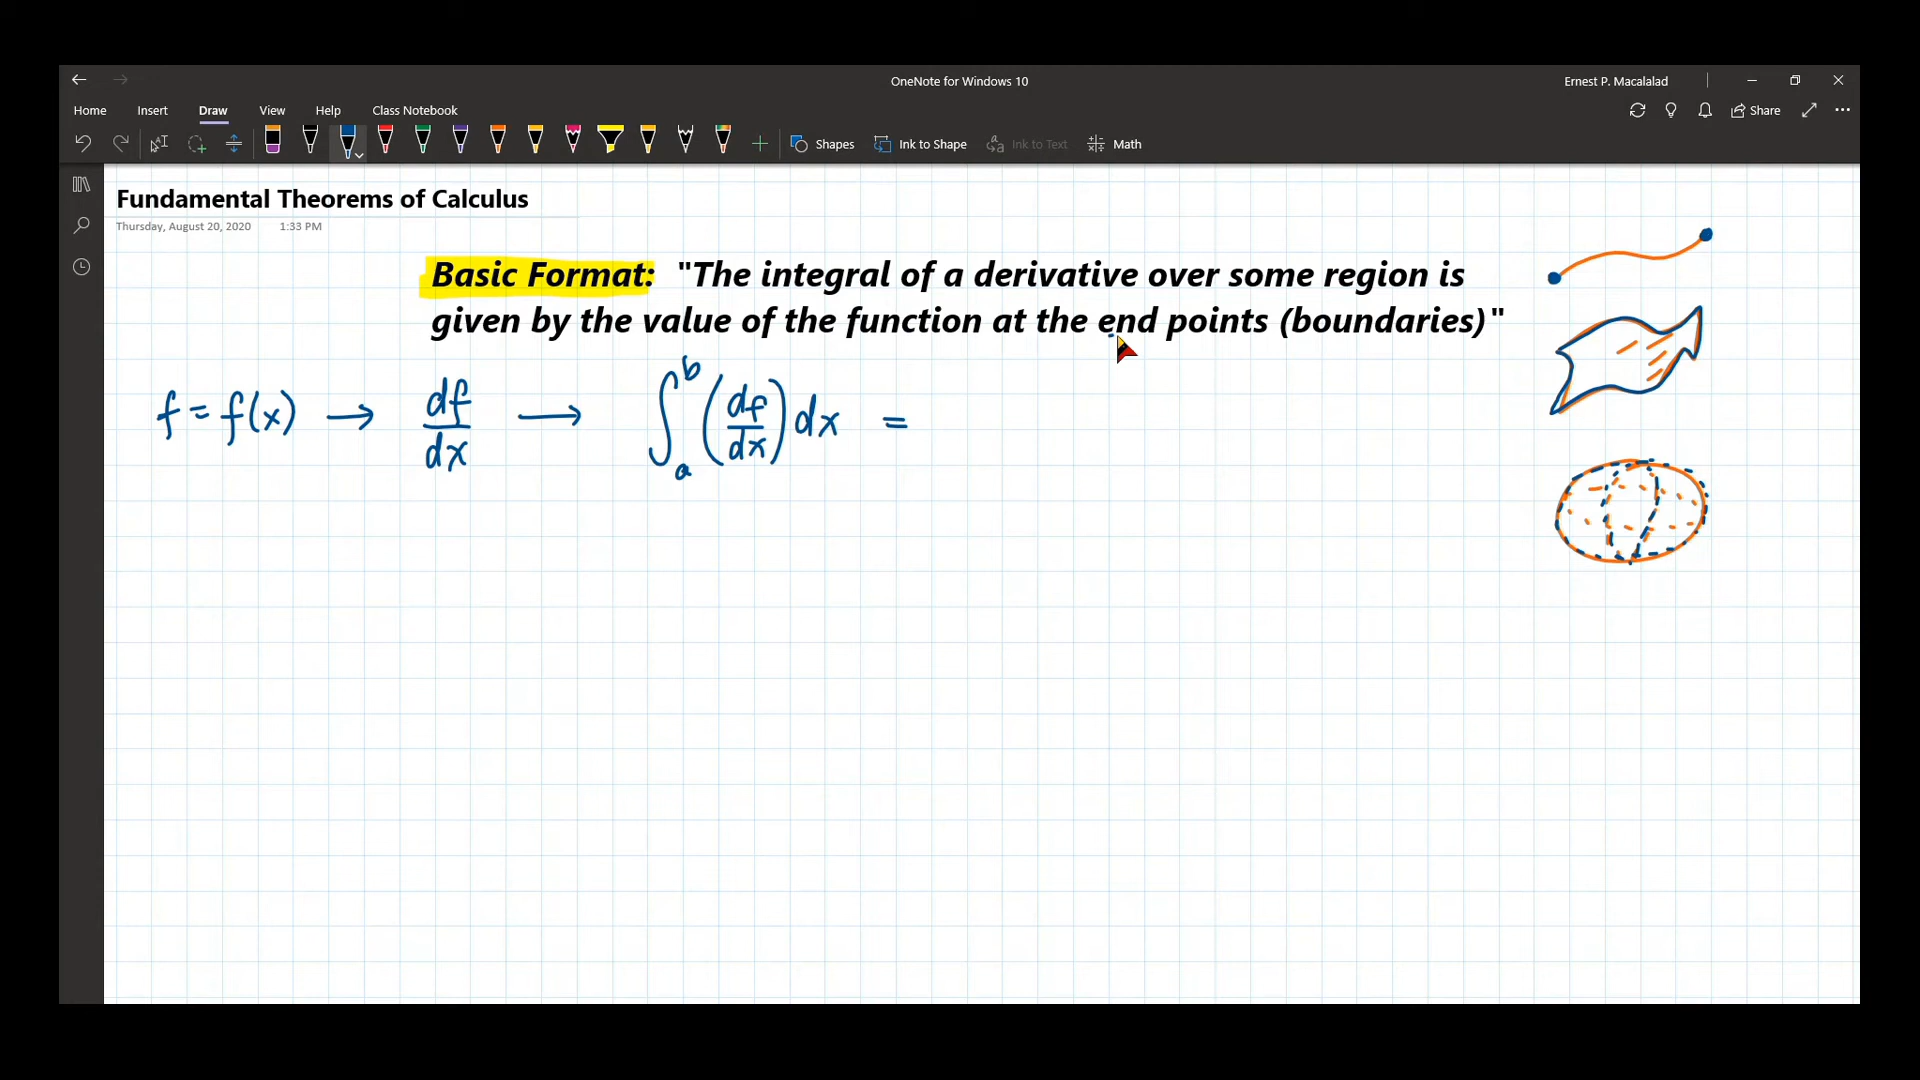 OneNote for Windows 10
Ernest P. Macalalad
Home Insert Draw View Help Class Notebook
Share
Shapes Ink to Shape Ink to Text Math
Fundamental Theorems of Calculus
Thursday, August 20, 2020 1:33 PM
Basic Format: "The integral of a derivative over some region is
given by the value of the function at the end points (boundaries)"
f = f(x) → df/dx → ∫_a^b (df/dx) dx =